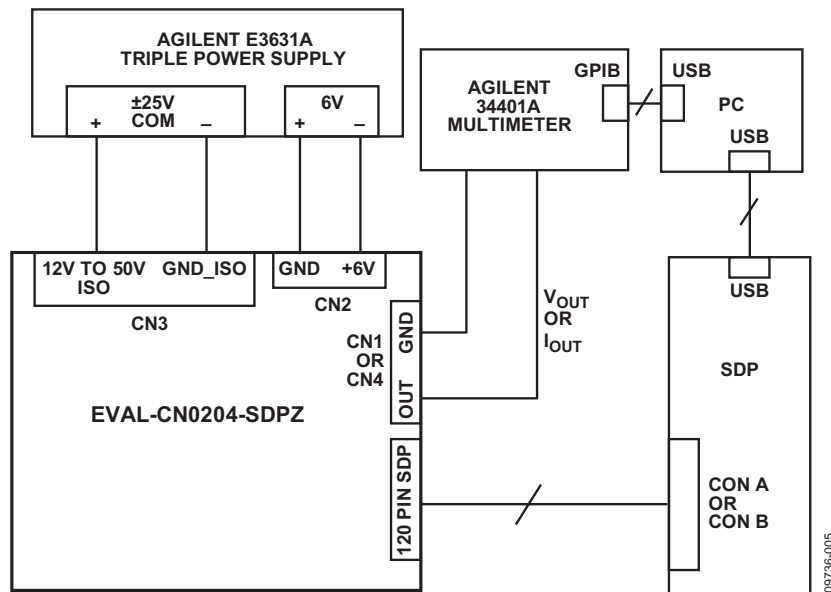 AGILENT E3631A
TRIPLE POWER SUPPLY
±25V
+ COM –
6V
+ –
AGILENT
34401A
MULTIMETER
GPIB
USB
PC
USB
12V TO 50V
ISO
GND_ISO
CN3
GND +6V
CN2
CN1
OR
CN4
GND
OUT
VOUT
OR
IOUT
EVAL-CN0204-SDPZ
120 PIN SDP
USB
SDP
CON A
OR
CON B
09736-005